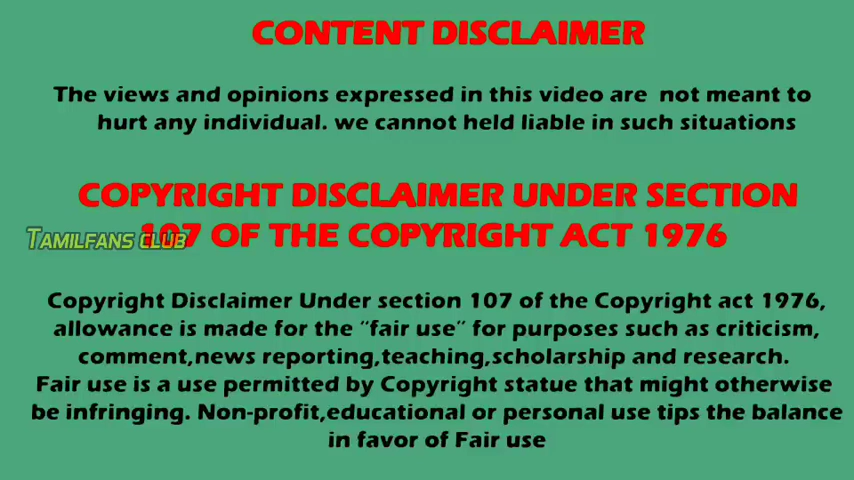 CONTENT DISCLAIMER
The views and opinions expressed in this video are not meant to
hurt any individual. we cannot held liable in such situations
COPYRIGHT DISCLAIMER UNDER SECTION
107 OF THE COPYRIGHT ACT 1976
TAMILFANS CLUB
Copyright Disclaimer Under section 107 of the Copyright act 1976,
allowance is made for the “fair use” for purposes such as criticism,
comment,news reporting,teaching,scholarship and research.
Fair use is a use permitted by Copyright statue that might otherwise
be infringing. Non-profit,educational or personal use tips the balance
in favor of Fair use